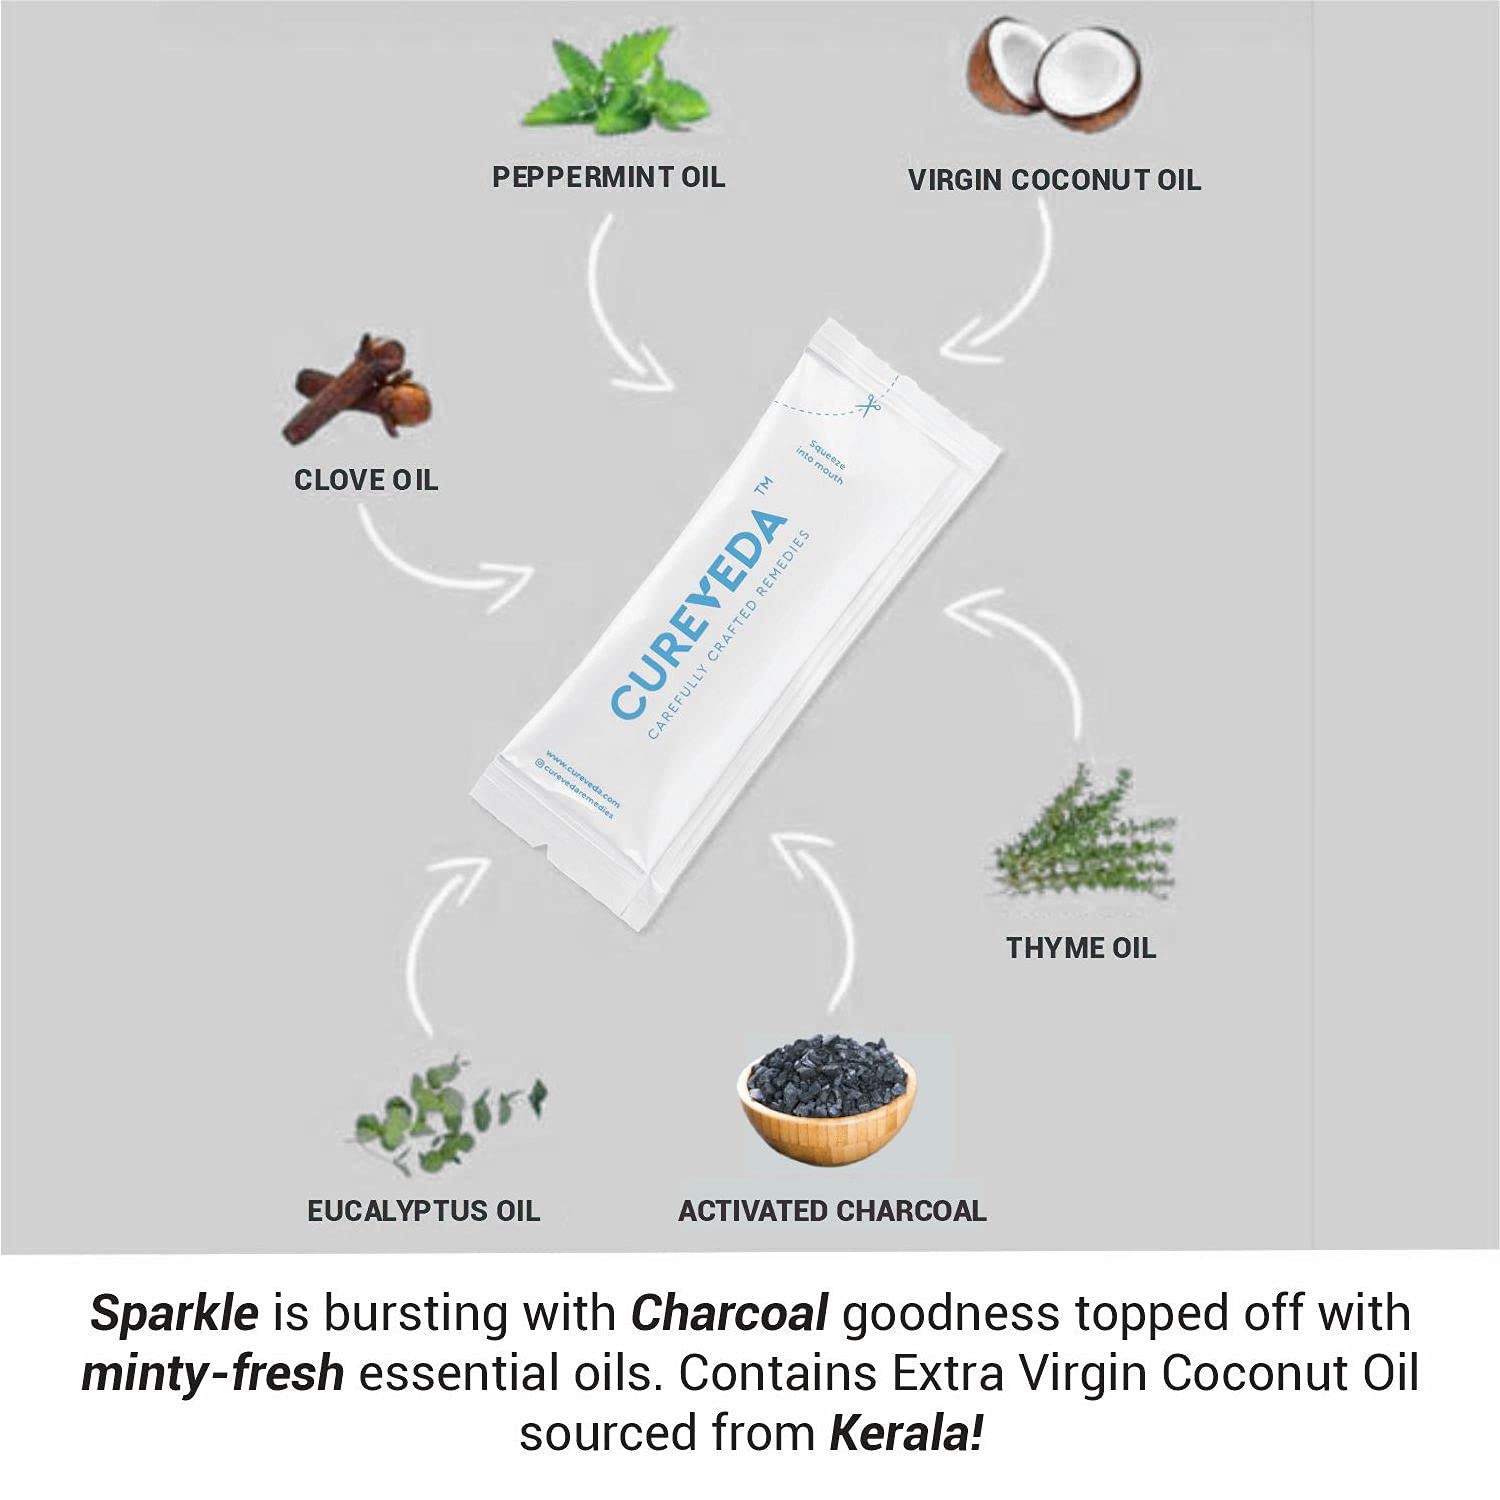 PEPPERMINT OIL
VIRGIN COCONUT OIL
CLOVE OIL
Squeeze
into mouth
CUREVEDA™
CAREFULLY CRAFTED REMEDIES
www.cureveda.com
curevedaremedies
THYME OIL
EUCALYPTUS OIL
ACTIVATED CHARCOAL
Sparkle is bursting with Charcoal goodness topped off with
minty-fresh essential oils. Contains Extra Virgin Coconut Oil
sourced from Kerala!